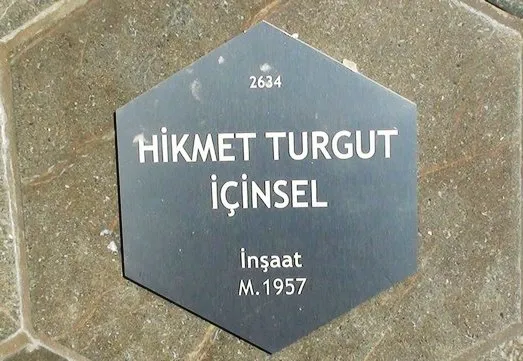 2634
HİKMET TURGUT
İÇİNSEL
İnşaat
M.1957